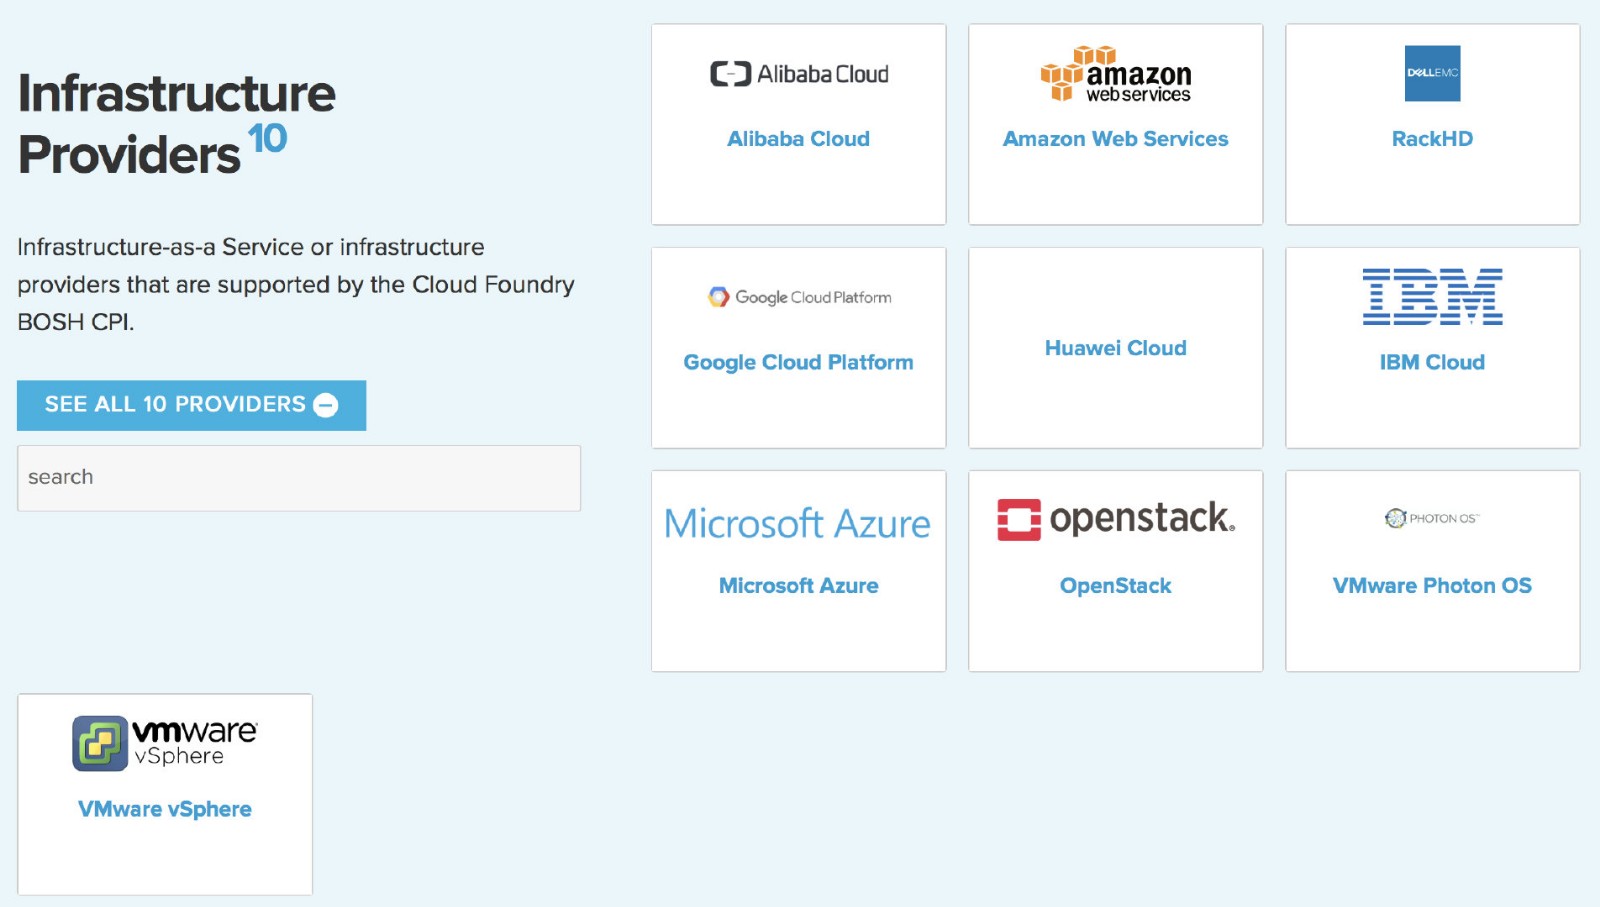 Infrastructure
Providers 10
Infrastructure-as-a Service or infrastructure
providers that are supported by the Cloud Foundry
BOSH CPI.
SEE ALL 10 PROVIDERS
search
Alibaba Cloud
Alibaba Cloud
amazon
web services
Amazon Web Services
DELLEMC
RackHD
Google Cloud Platform
Google Cloud Platform
Huawei Cloud
IBM
IBM Cloud
Microsoft Azure
Microsoft Azure
openstack.
OpenStack
PHOTON OS™
VMware Photon OS
vmware
vSphere
VMware vSphere